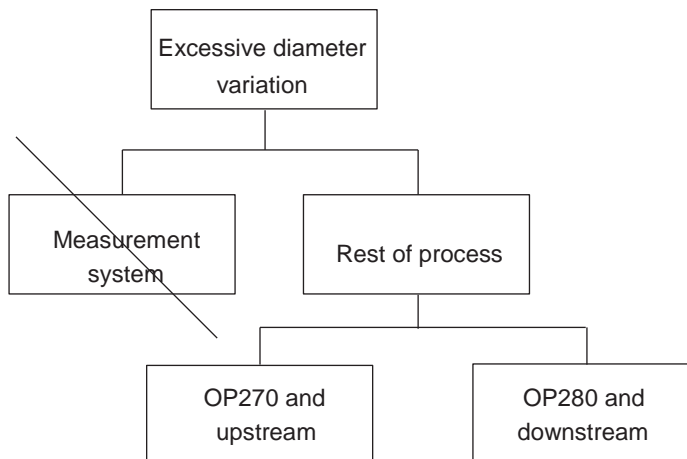 Excessive diameter
variation
Measurement
system
Rest of process
OP270 and
upstream
OP280 and
downstream